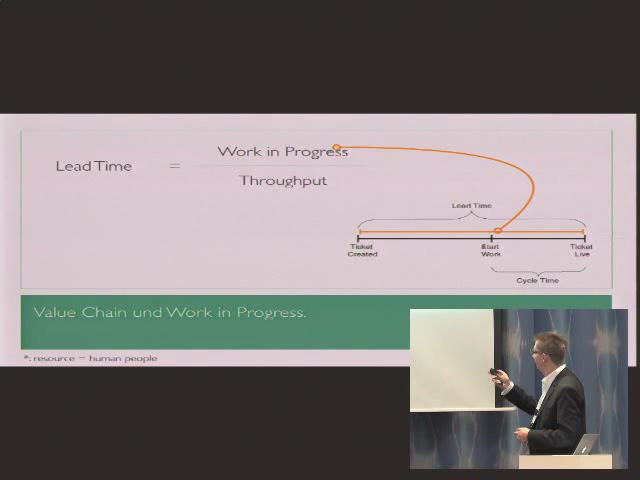 Lead Time = Work in Progress
Throughput
Lead Time
Ticket Created
Start Work
Ticket Live
Cycle Time
Value Chain und Work in Progress.
*: resource = human people